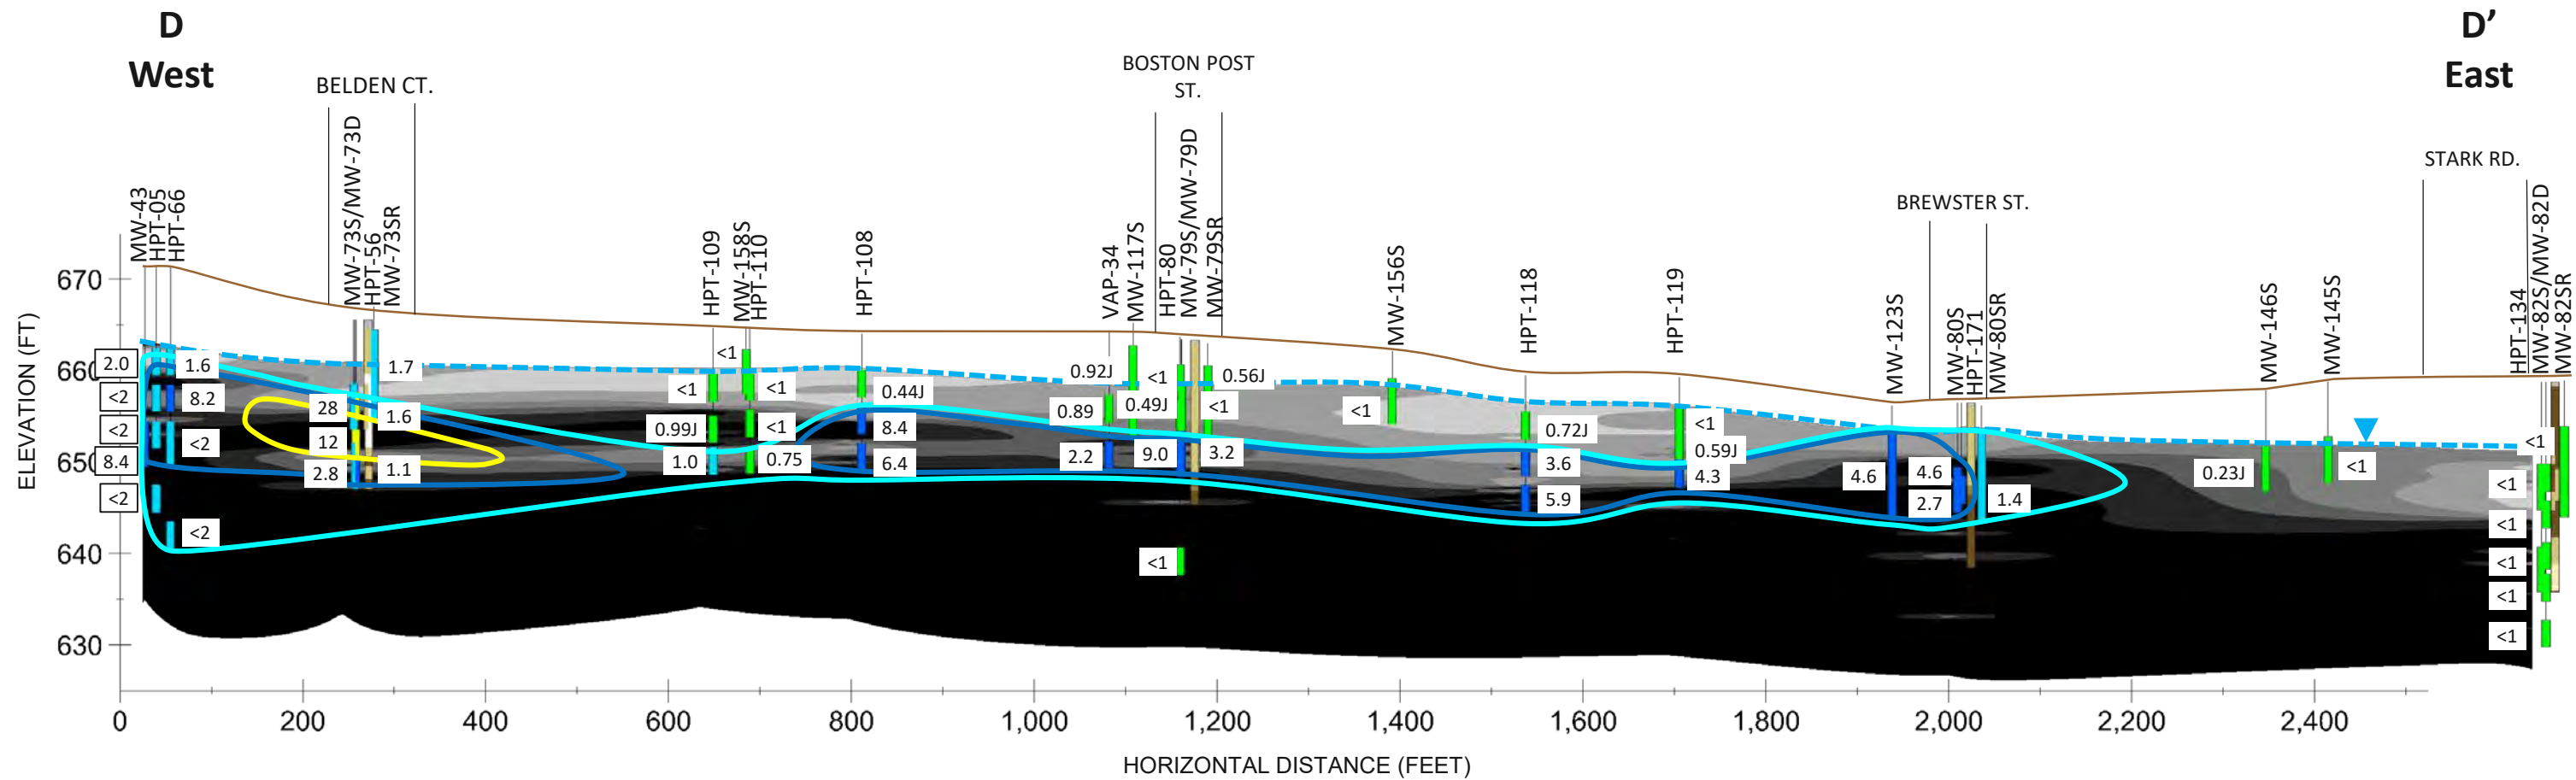 D
West
D’
East
BELDEN CT.
BOSTON POST
ST.
BREWSTER ST.
STARK RD.
MW-43
HPT-05
HPT-66
MW-73S/MW-73D
HPT-56
MW-73SR
HPT-109
MW-158S
HPT-110
HPT-108
VAP-34
MW-117S
HPT-80
MW-79S/MW-79D
MW-79SR
MW-156S
HPT-118
HPT-119
MW-123S
MW-80S
HPT-171
MW-80SR
MW-146S
MW-145S
HPT-134
MW-82S/MW-82D
MW-82SR
ELEVATION (FT)
670
660
650
640
630
2.0
<2
<2
8.4
<2
1.6
8.2
<2
<2
28
12
2.8
1.7
1.6
1.1
<1
0.99J
1.0
<1
<1
<1
0.75
0.44J
8.4
6.4
0.92J
0.89
2.2
<1
0.49J
9.0
<1
0.56J
<1
3.2
<1
0.72J
3.6
5.9
<1
0.59J
4.3
4.6
4.6
2.7
1.4
0.23J
<1
<1
<1
<1
<1
<1
<1
0
200
400
600
800
1,000
1,200
1,400
1,600
1,800
2,000
2,200
2,400
HORIZONTAL DISTANCE (FEET)